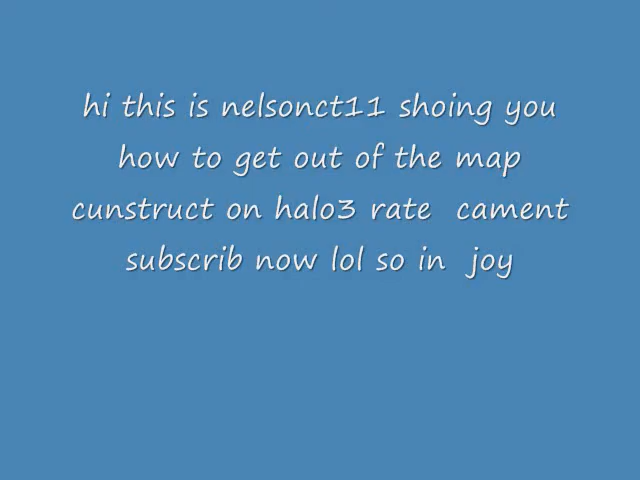 hi this is nelsonct11 shoing you
how to get out of the map
cunstruct on halo3 rate  cament
subscrib now lol so in  joy